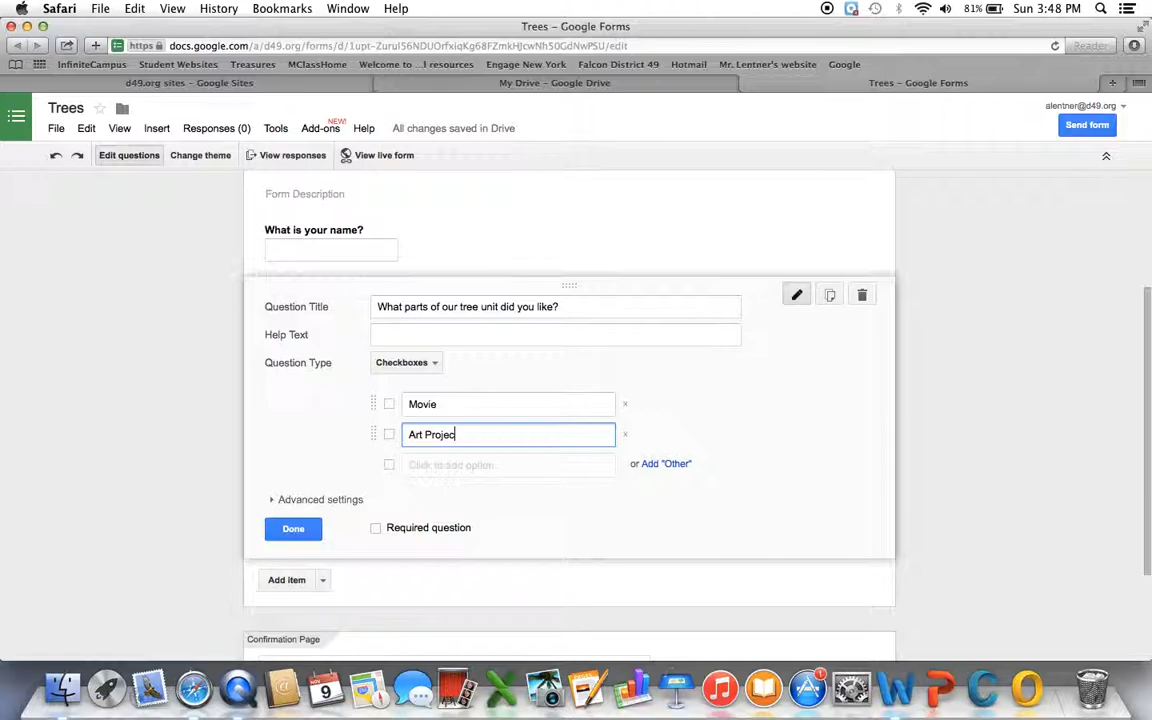 Safari File Edit View History Bookmarks Window Help 81% Sun 3:48 PM
Trees – Google Forms
https docs.google.com/a/d49.org/forms/d/ Reader
InfiniteCampus Student Websites Treasures MClassHome Welcome to ...l resources Engage New York Falcon District 49 Hotmail Mr. Lentner's website Google
d49.org sites – Google Sites My Drive – Google Drive Trees – Google Forms
Trees alentner@d49.org
NEW!
File Edit View Insert Responses (0) Tools Add-ons Help All changes saved in Drive Send form
Edit questions Change theme View responses View live form
Form Description
What is your name?
Question Title What parts of our tree unit did you like?
Help Text
Question Type Checkboxes
Movie x
Art Projec x
Click to add option or Add "Other"
Advanced settings
Done Required question
Add item
Confirmation Page
NOV
9
1